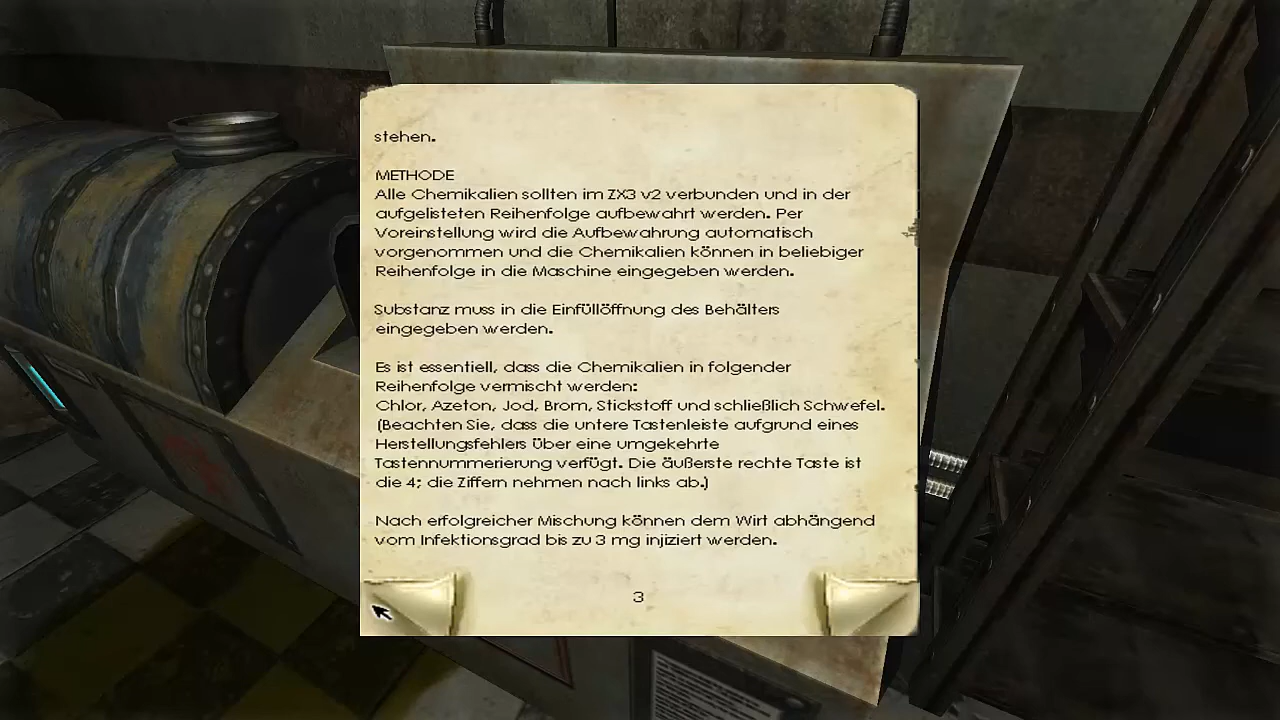 stehen.
METHODE
Alle Chemikalien sollten im ZX3 v2 verbunden und in der
aufgelisteten Reihenfolge aufbewahrt werden. Per
Voreinstellung wird die Aufbewahrung automatisch
vorgenommen und die Chemikalien können in beliebiger
Reihenfolge in die Maschine eingegeben werden.
Substanz muss in die Einfüllöffnung des Behälters
eingegeben werden.
Es ist essentiell, dass die Chemikalien in folgender
Reihenfolge vermischt werden:
Chlor, Azeton, Jod, Brom, Stickstoff und schließlich Schwefel.
(Beachten Sie, dass die untere Tastenleiste aufgrund eines
Herstellungsfehlers über eine umgekehrte
Tastennummerierung verfügt. Die äußerste rechte Taste ist
die 4; die Ziffern nehmen nach links ab.)
Nach erfolgreicher Mischung können dem Wirt abhängend
vom Infektionsgrad bis zu 3 mg injiziert werden.
3